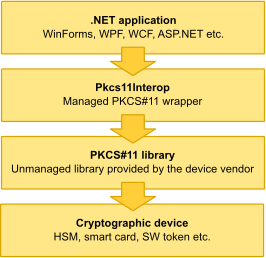 .NET application
WinForms, WPF, WCF, ASP.NET etc.
Pkcs11Interop
Managed PKCS#11 wrapper
PKCS#11 library
Unmanaged library provided by the device vendor
Cryptographic device
HSM, smart card, SW token etc.